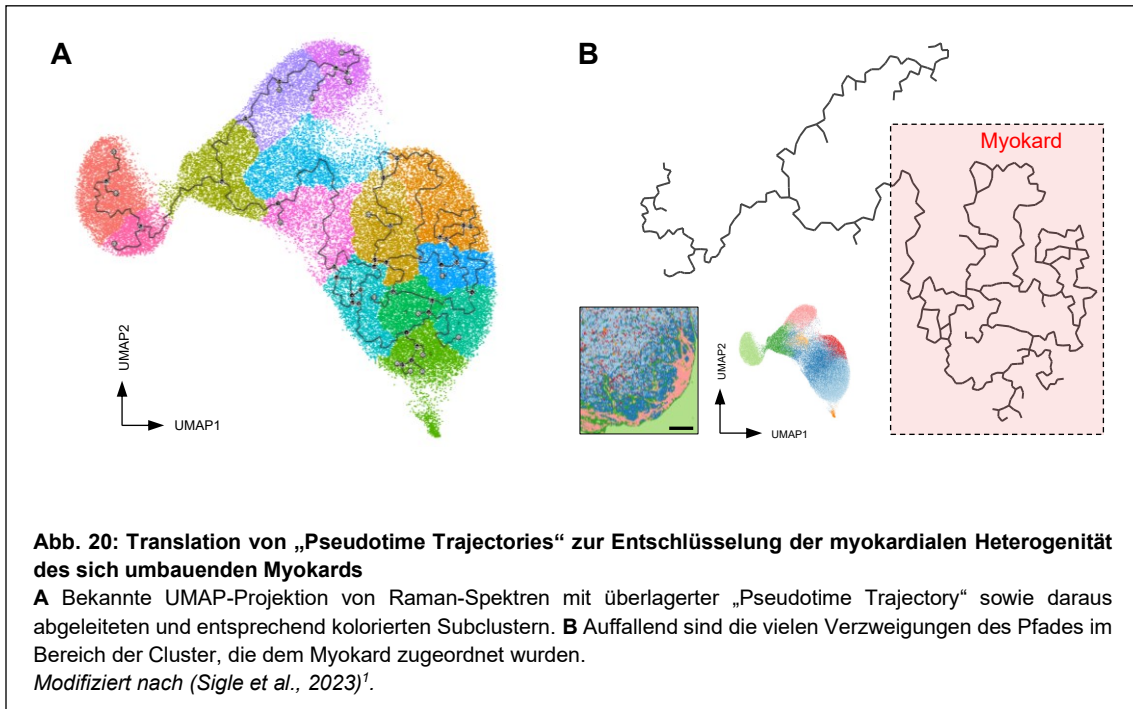 A
B
Myokard
UMAP2
UMAP1
UMAP2
UMAP1
Abb. 20: Translation von „Pseudotime Trajectories“ zur Entschlüsselung der myokardialen Heterogenität
des sich umbauenden Myokards
A Bekannte UMAP-Projektion von Raman-Spektren mit überlagerter „Pseudotime Trajectory“ sowie daraus
abgeleiteten und entsprechend kolorierten Subclustern. B Auffallend sind die vielen Verzweigungen des Pfades im
Bereich der Cluster, die dem Myokard zugeordnet wurden.
Modifiziert nach (Sigle et al., 2023)¹.